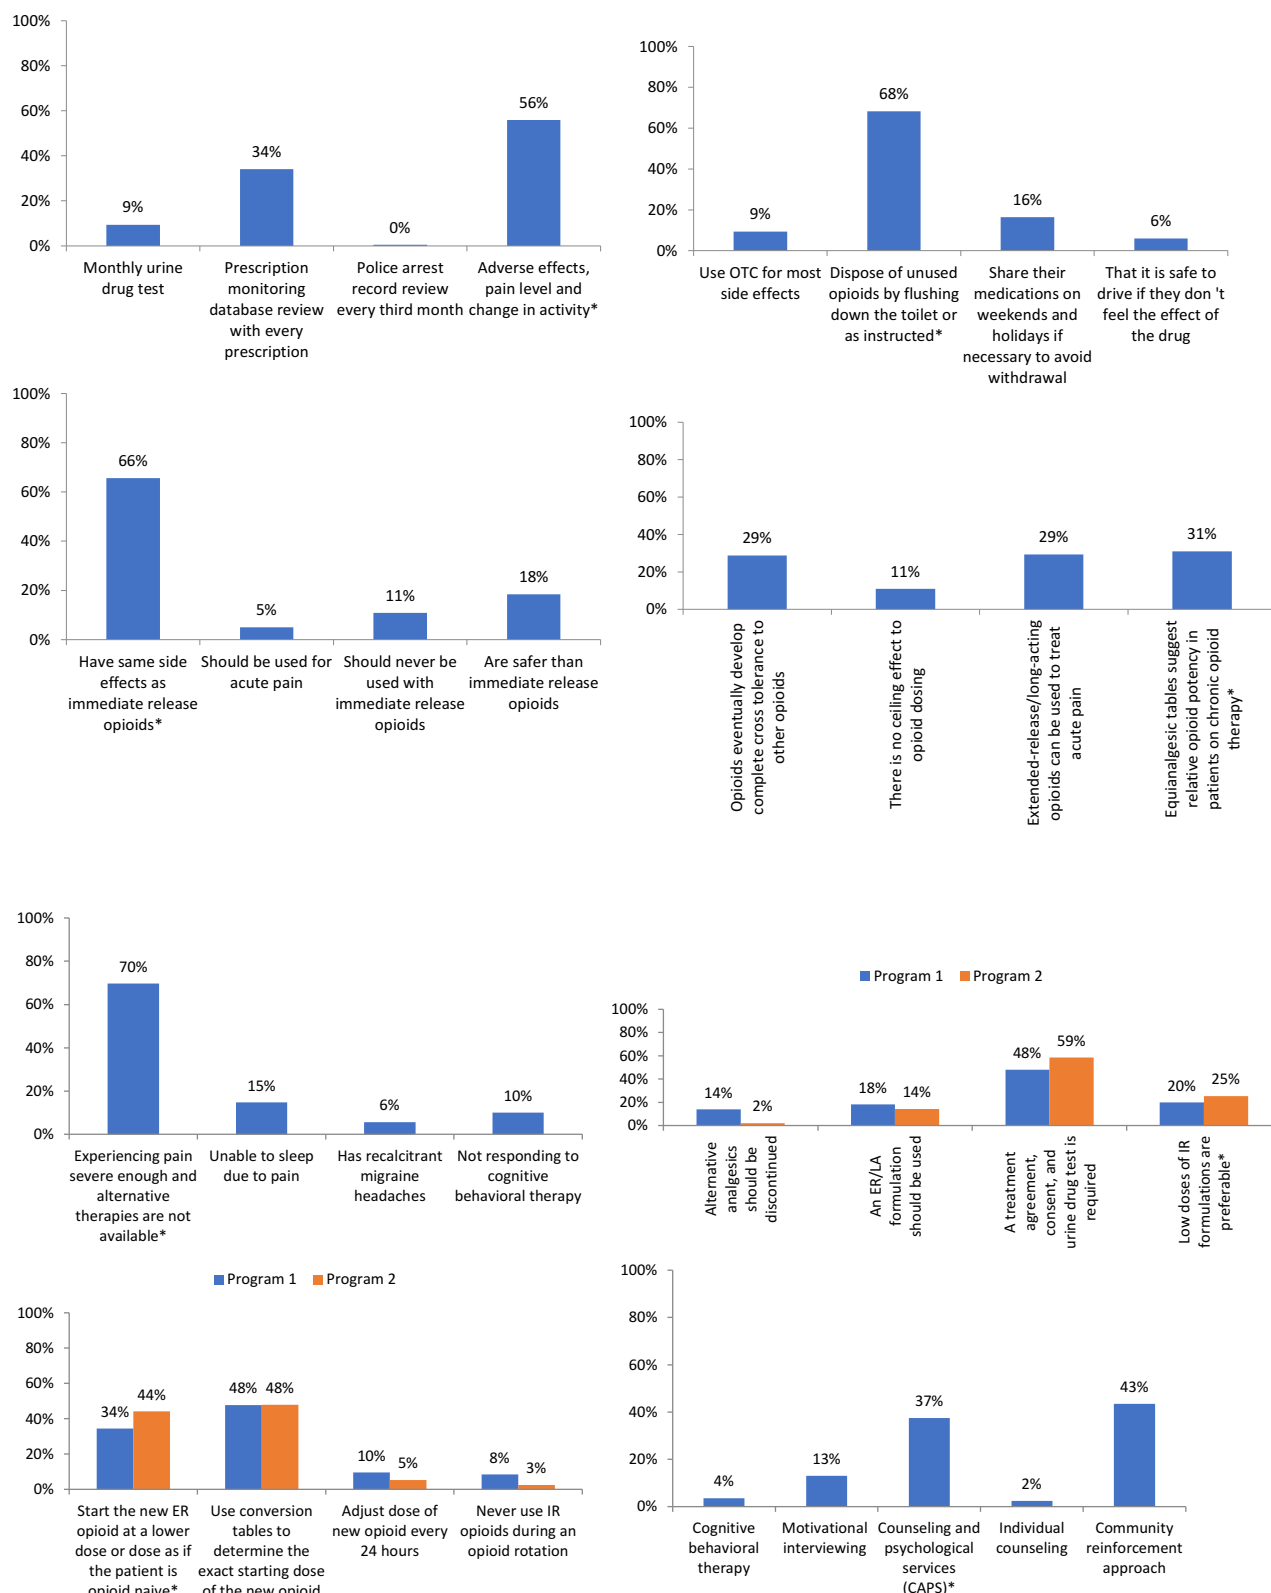 100%
80%
60%
40%
20%
0%
9%
34%
0%
56%
Monthly urine
drug test
Prescription
monitoring
database review
with every
prescription
Police arrest
record review
every third month
Adverse effects,
pain level and
change in activity*
100%
80%
60%
40%
20%
0%
9%
68%
16%
6%
Use OTC for most
side effects
Dispose of unused
opioids by flushing
down the toilet or
as instructed*
Share their
medications on
weekends and
holidays if
necessary to avoid
withdrawal
That it is safe to
drive if they don 't
feel the effect of
the drug
100%
80%
60%
40%
20%
0%
66%
5%
11%
18%
Have same side
effects as
immediate release
opioids*
Should be used for
acute pain
Should never be
used with
immediate release
opioids
Are safer than
immediate release
opioids
100%
80%
60%
40%
20%
0%
29%
11%
29%
31%
Opioids eventually develop
complete cross tolerance to
other opioids
There is no ceiling effect to
opioid dosing
Extended-release/long-acting
opioids can be used to treat
acute pain
Equianalgesic tables suggest
relative opioid potency in
patients on chronic opioid
therapy*
100%
80%
60%
40%
20%
0%
70%
15%
6%
10%
Experiencing pain
severe enough and
alternative
therapies are not
available*
Unable to sleep
due to pain
Has recalcitrant
migraine
headaches
Not responding to
cognitive
behavioral therapy
Program 1
Program 2
100%
80%
60%
40%
20%
0%
14%
2%
18%
14%
48%
59%
20%
25%
Alternative
analgesics
should be
discontinued
An ER/LA
formulation
should be used
A treatment
agreement,
consent, and
urine drug test is
required
Low doses of IR
formulations are
preferable*
Program 1
Program 2
100%
80%
60%
40%
20%
0%
34%
44%
48%
48%
10%
5%
8%
3%
Start the new ER
opioid at a lower
dose or dose as if
the patient is
opioid naive*
Use conversion
tables to
determine the
exact starting dose
of the new opioid
Adjust dose of
new opioid every
24 hours
Never use IR
opioids during an
opioid rotation
100%
80%
60%
40%
20%
0%
4%
13%
37%
2%
43%
Cognitive
behavioral
therapy
Motivational
interviewing
Counseling and
psychological
services
(CAPS)*
Individual
counseling
Community
reinforcement
approach